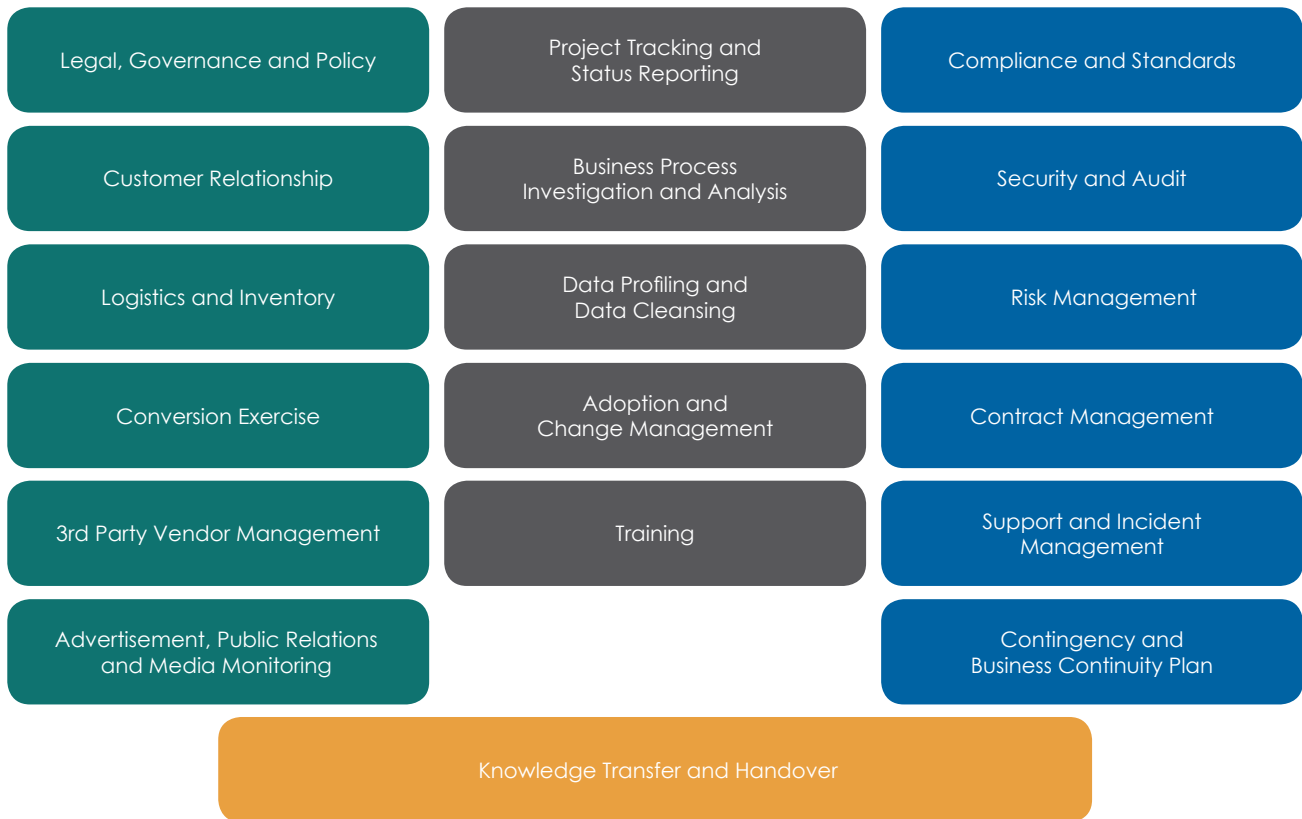 Legal, Governance and Policy
Project Tracking and
Status Reporting
Compliance and Standards
Customer Relationship
Business Process
Investigation and Analysis
Security and Audit
Logistics and Inventory
Data Profiling and
Data Cleansing
Risk Management
Conversion Exercise
Adoption and
Change Management
Contract Management
3rd Party Vendor Management
Training
Support and Incident
Management
Advertisement, Public Relations
and Media Monitoring
Contingency and
Business Continuity Plan
Knowledge Transfer and Handover